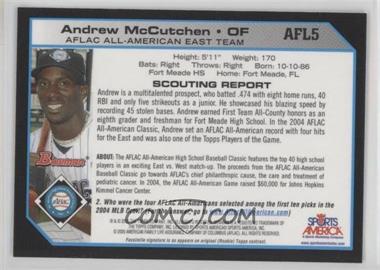 Andrew McCutchen • OF
AFL5
AFLAC ALL-AMERICAN EAST TEAM
Height: 5'11" Weight: 170
Bats: Right Throws: Right Born: 10-10-86
Fort Meade HS Home: Fort Meade, FL
SCOUTING REPORT
Andrew is a multitalented prospect, who batted .474 with eight home runs, 40
RBI and only five strikeouts as a junior. He showcased his blazing speed by
recording 45 stolen bases. Andrew earned First Team All-County honors as an
eighth grader and freshman for Fort Meade High School. In the 2004 AFLAC
All-American Classic, Andrew set an AFLAC All-American record with four hits
for the East and was also one of the Topps Players of the Game.
Bowman
ABOUT: The AFLAC All-American High School Baseball Classic features the top 40 high school
players in an exciting East vs. West match-up. The proceeds from the AFLAC All-American
Baseball Classic go towards AFLAC's chief philanthropic cause, the care and treatment of
pediatric cancer. In 2004, the AFLAC All-American Game raised $60,000 for Johns Hopkins
Kimmel Cancer Center.
2. Who were the four AFLAC All-Americans selected among the first ten picks in the
2004 MLB
AFLAC
COMC.com
SPORTS
AMERICA